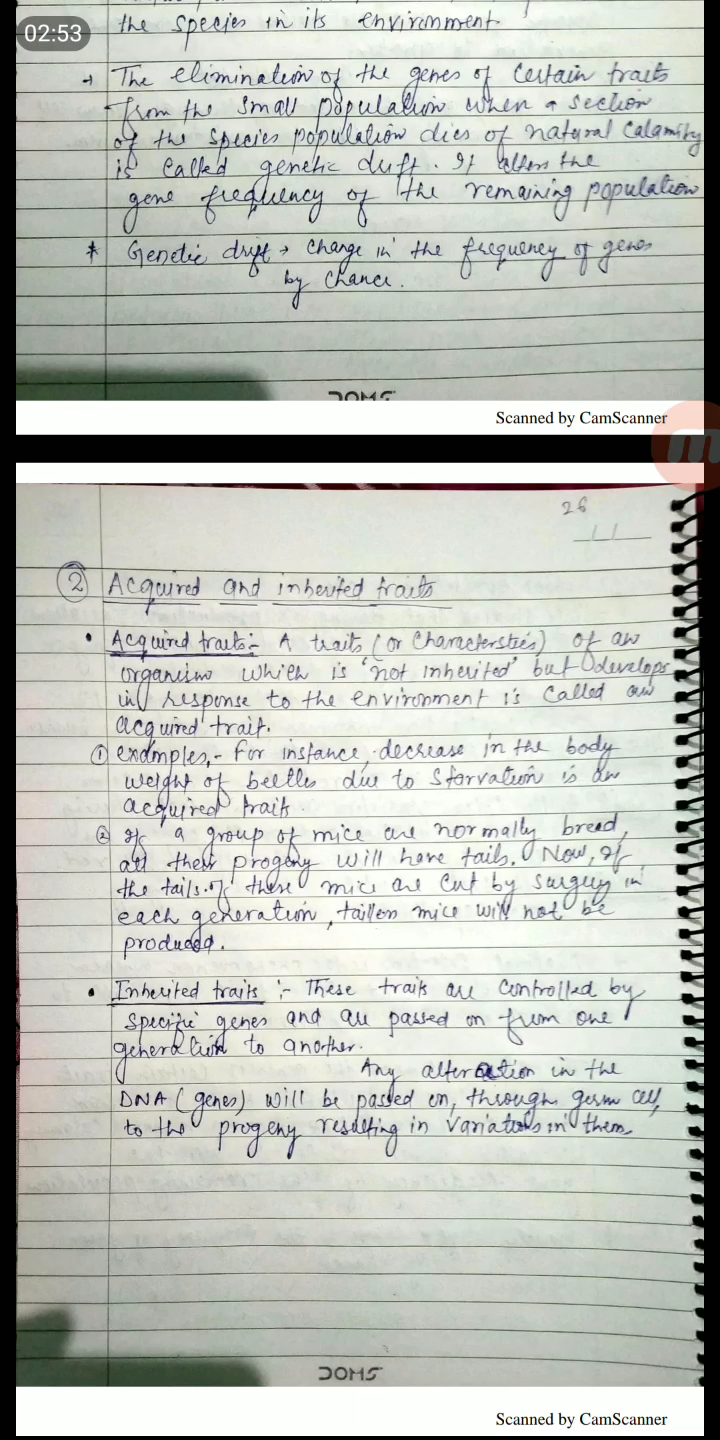 02:53
the species in its environment.
→ The elimination of the genes of certain traits
from the small population when a section
of the species population dies of natural calamity
is called genetic drift. It alters the
gene frequency of the remaining population
* Genetic drift → change in the frequency of genes
by chance.
DOMS
Scanned by CamScanner
26
② Acquired and inherited traits
• Acquired traits:- A traits (or characterstics) of an
organism which is 'not inherited' but develops
in response to the environment is called an
acquired trait.
① examples,- For instance, decrease in the body
weight of beetles due to starvation is an
acquired trait.
② If a group of mice are normally breed,
all their progeny will have tails. Now, if
the tails of these mice are cut by surgery in
each generation, tailless mice will not be
produced.
• Inherited traits :- These traits are controlled by
specific genes and are passed on from one
generation to another.
Any alteration in the
DNA (genes) will be passed on, through germ cell,
to the progeny resulting in variations in them.
DOMS
Scanned by CamScanner